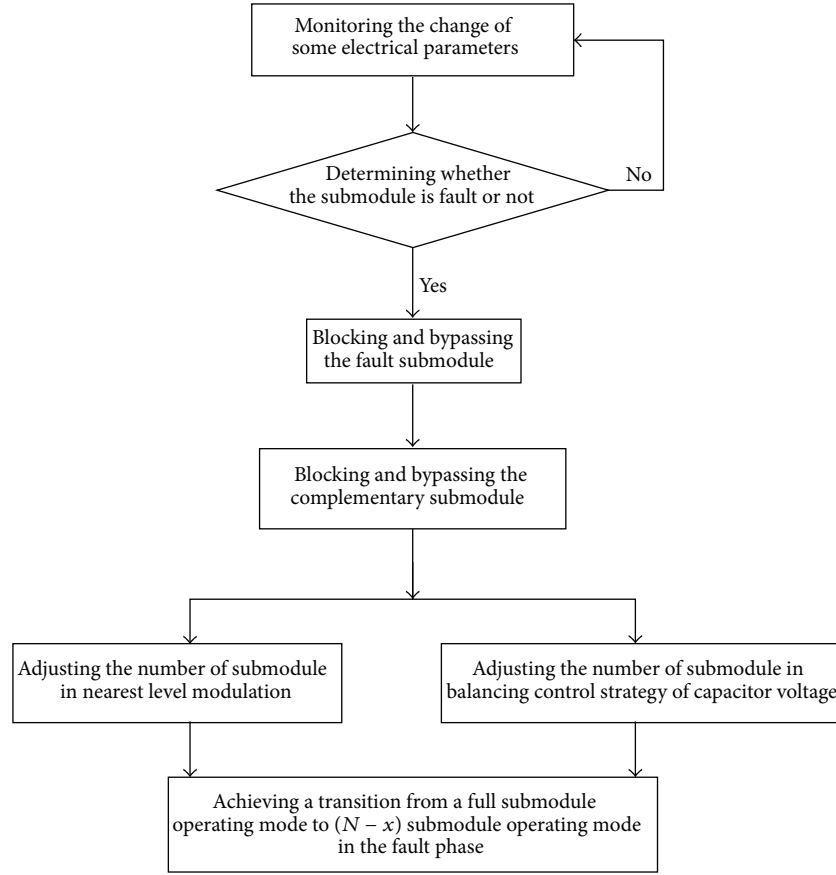 Monitoring the change of
some electrical parameters
Determining whether
the submodule is fault or not
No
Yes
Blocking and bypassing
the fault submodule
Blocking and bypassing the
complementary submodule
Adjusting the number of submodule
in nearest level modulation
Adjusting the number of submodule in
balancing control strategy of capacitor voltage
Achieving a transition from a full submodule
operating mode to (N − x) submodule operating mode
in the fault phase